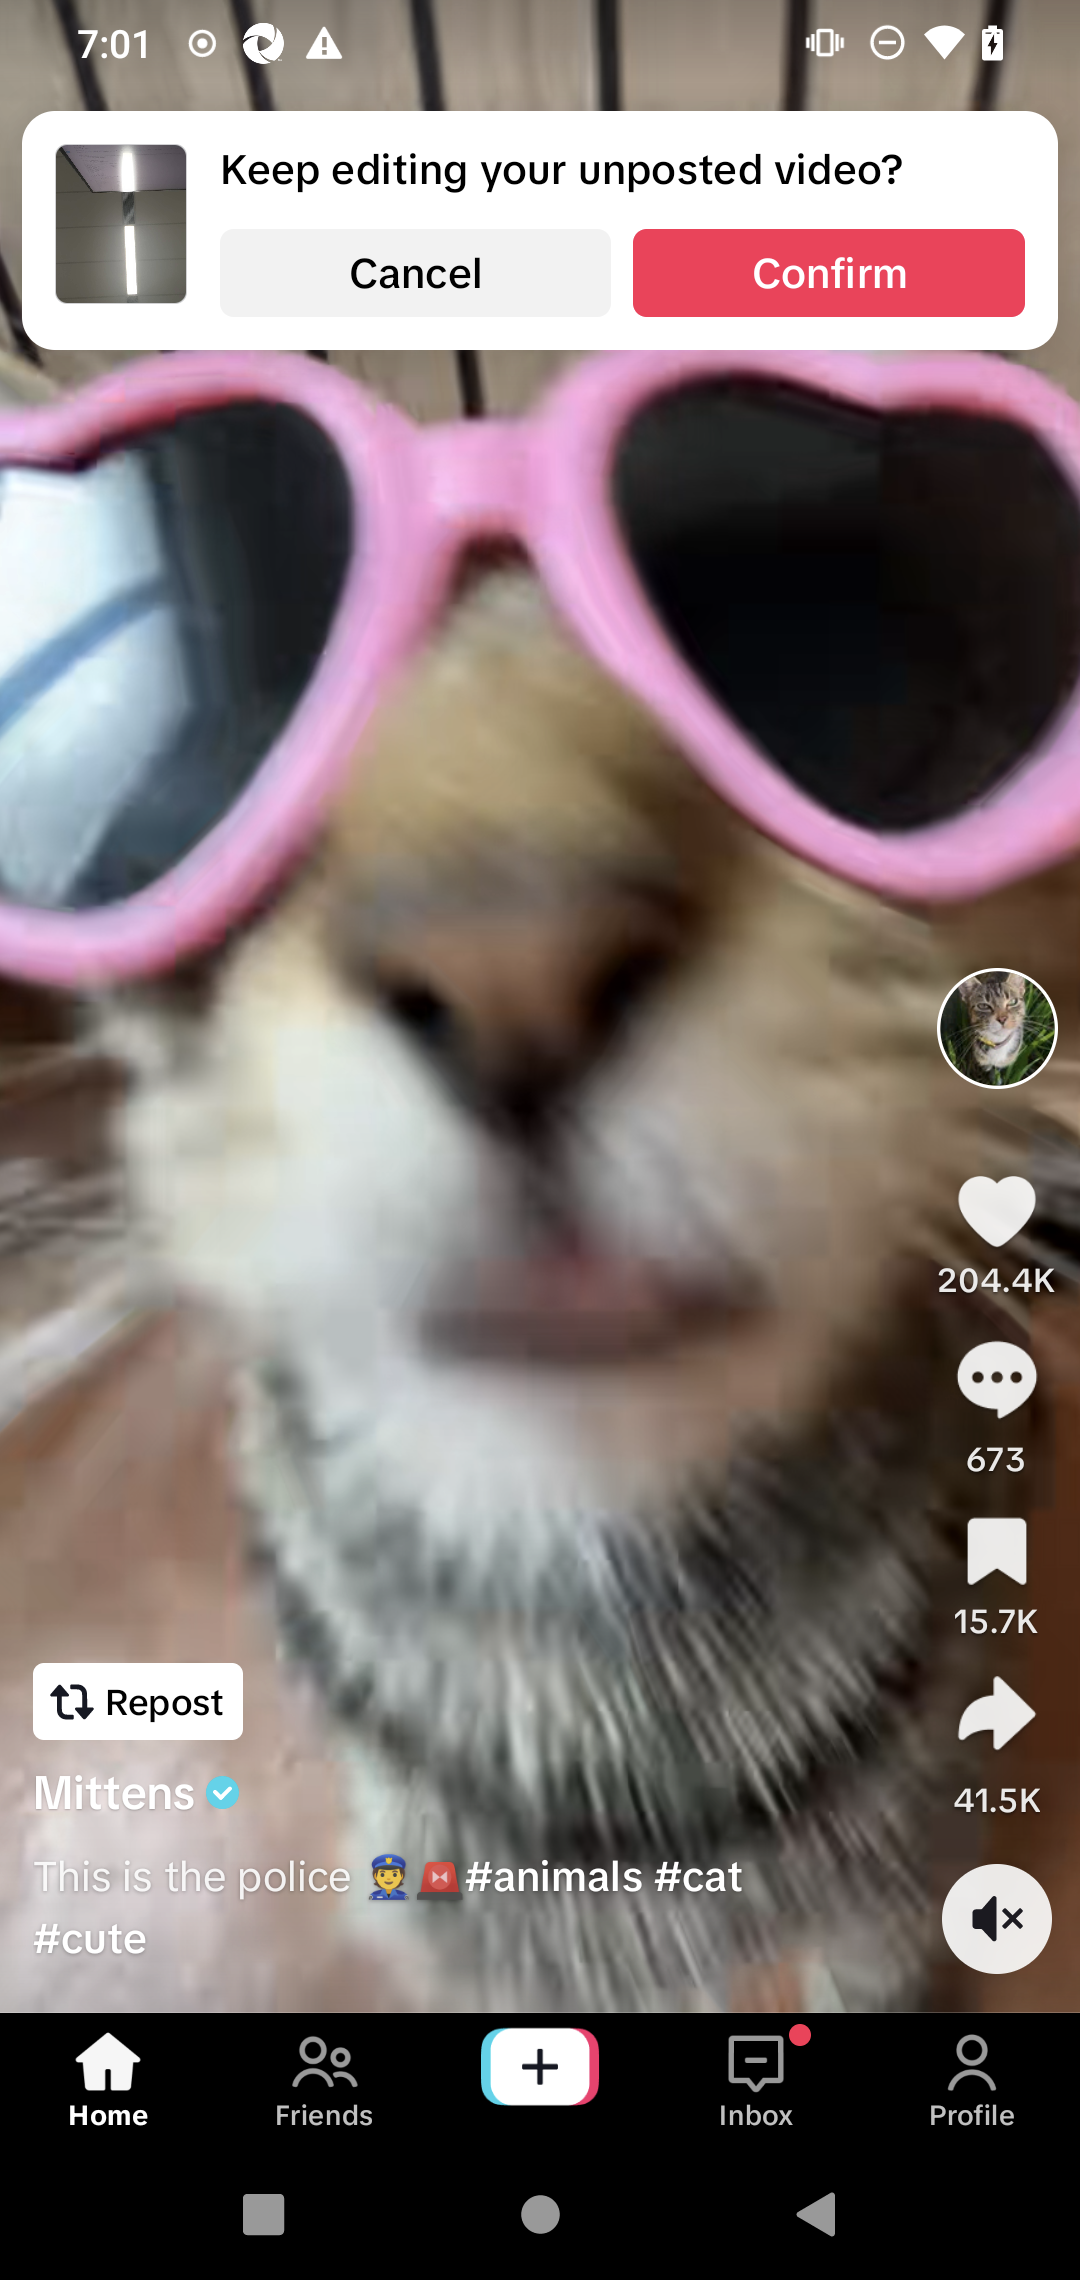 7:01
Keep editing your unposted video?
Cancel
Confirm
204.4K
673
15.7K
41.5K
Repost
Mittens
This is the police 👮🚨#animals #cat
#cute
Home
Friends
Inbox
Profile